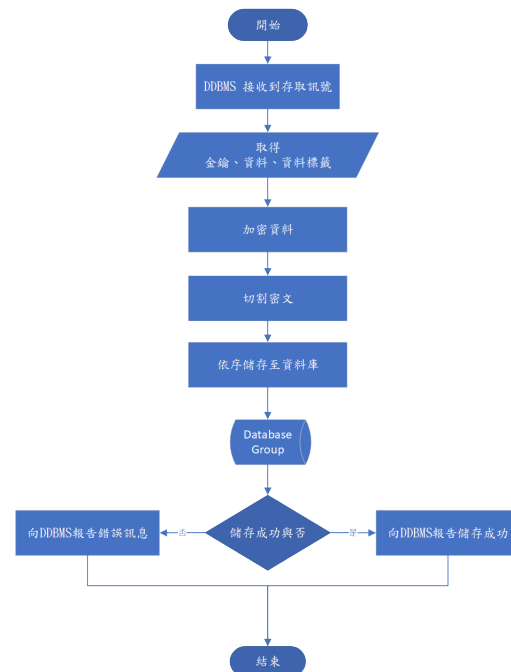 開始
DDBMS 接收到存取訊號
取得
金鑰、資料、資料標籤
加密資料
切割密文
依序儲存至資料庫
Database
Group
儲存成功與否
否
是
向DDBMS報告錯誤訊息
向DDBMS報告儲存成功
結束